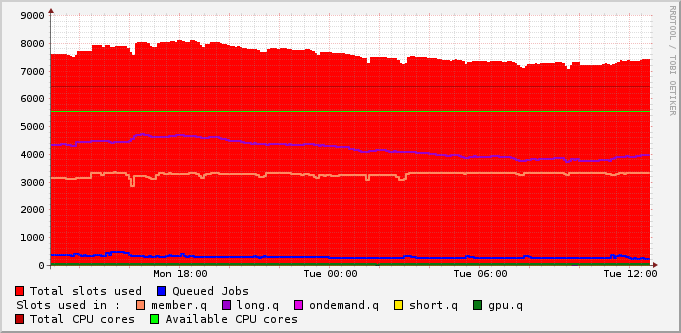 RRDTOOL / TOBI OETIKER
9000
8000
7000
6000
5000
4000
3000
2000
1000
0
Mon 18:00 Tue 00:00 Tue 06:00 Tue 12:00
Total slots used Queued Jobs
Slots used in : member.q long.q ondemand.q short.q gpu.q
Total CPU cores Available CPU cores